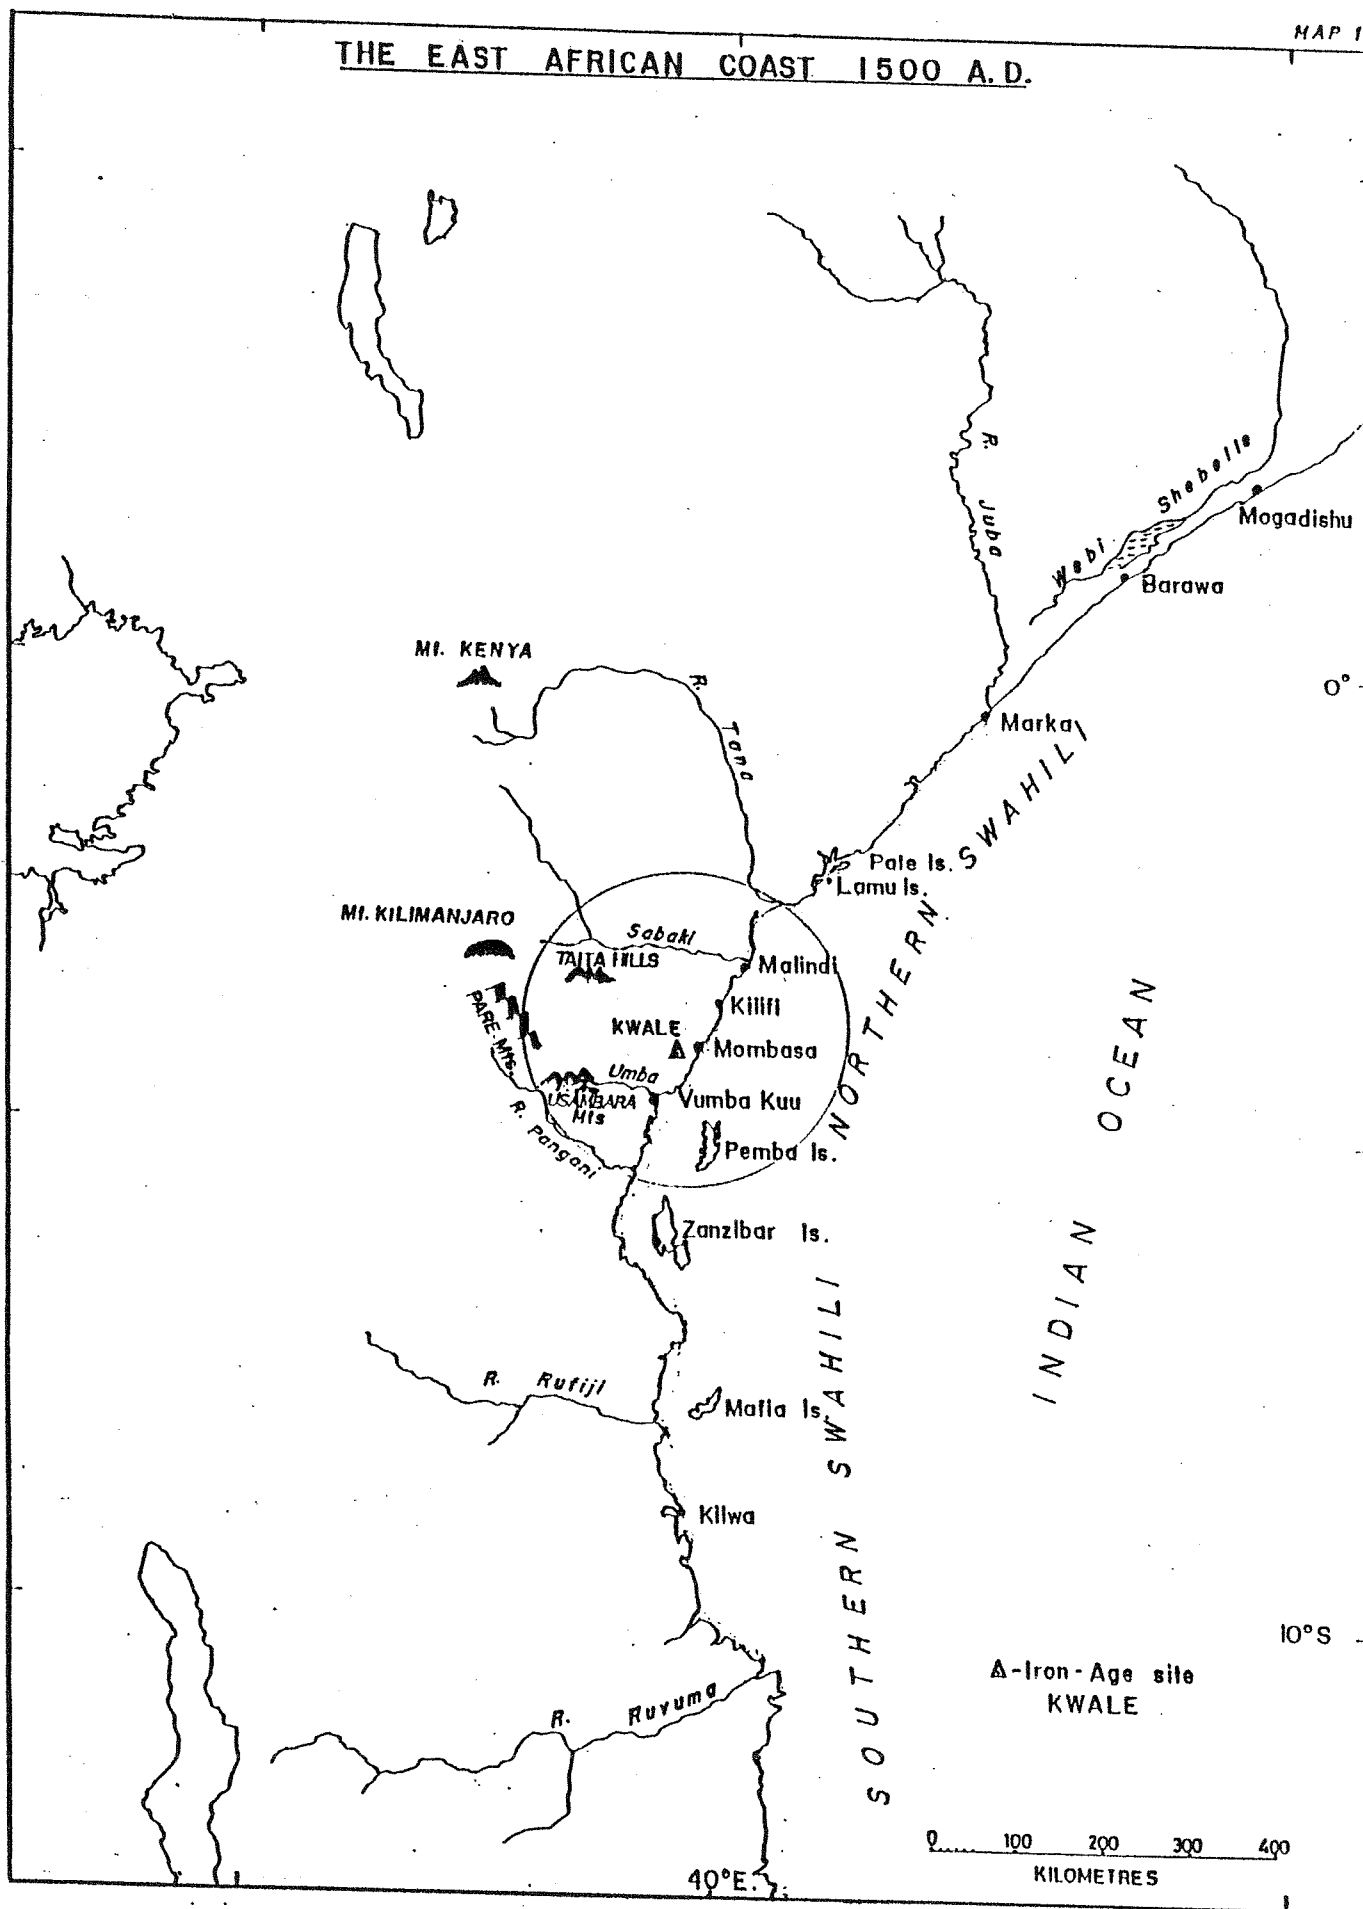 MAP 1
THE EAST AFRICAN COAST 1500 A.D.
R. Juba
Webi Shebelle
Mogadishu
Barawa
Mt. KENYA
0°
R. Tana
Marka
NORTHERN SWAHILI
Pate Is.
Lamu Is.
Mt. KILIMANJARO
Sabaki
TAITA HILLS
Malindi
Kilifi
PARE Mts.
KWALE
Mombasa
Umba
USAMBARA
Mts
Vumba Kuu
R. Pangani
Pemba Is.
INDIAN OCEAN
Zanzibar Is.
R. Rufiji
Mafia Is.
SOUTHERN SWAHILI
Kilwa
10°S
Δ-Iron-Age site
KWALE
R. Ruvuma
0 100 200 300 400
KILOMETRES
40°E.